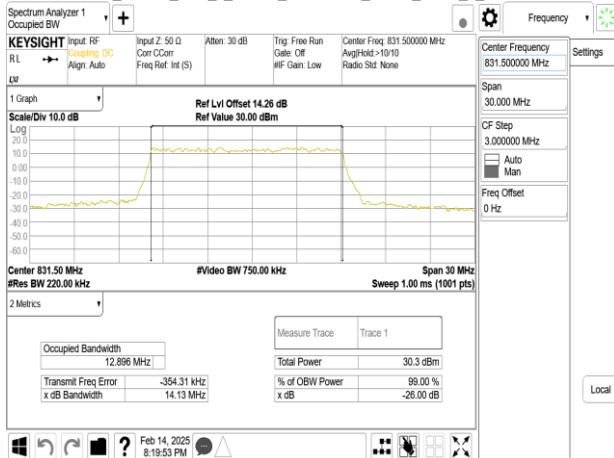 Spectrum Analyzer 1
Occupied BW
+
Frequency
KEYSIGHT
RL
LXI
Input: RF
Coupling: DC
Align: Auto
Input Z: 50 Ω
Corr CCorr
Freq Ref: Int (S)
Atten: 30 dB
Trig: Free Run
Gate: Off
#IF Gain: Low
Center Freq: 831.500000 MHz
Avg|Hold:>10/10
Radio Std: None
Center Frequency
831.500000 MHz
Settings
Span
30.000 MHz
CF Step
3.000000 MHz
Auto
Man
Freq Offset
0 Hz
Local
1 Graph
Scale/Div 10.0 dB
Ref Lvl Offset 14.26 dB
Ref Value 30.00 dBm
Log
20.0
10.0
0.00
-10.0
-20.0
-30.0
-40.0
-50.0
-60.0
Center 831.50 MHz
#Video BW 750.00 kHz
Span 30 MHz
#Res BW 220.00 kHz
Sweep 1.00 ms (1001 pts)
2 Metrics
Measure Trace
Trace 1
Occupied Bandwidth
12.896 MHz
Total Power
30.3 dBm
Transmit Freq Error
-354.31 kHz
% of OBW Power
99.00 %
x dB Bandwidth
14.13 MHz
x dB
-26.00 dB
?
Feb 14, 2025
8:19:53 PM